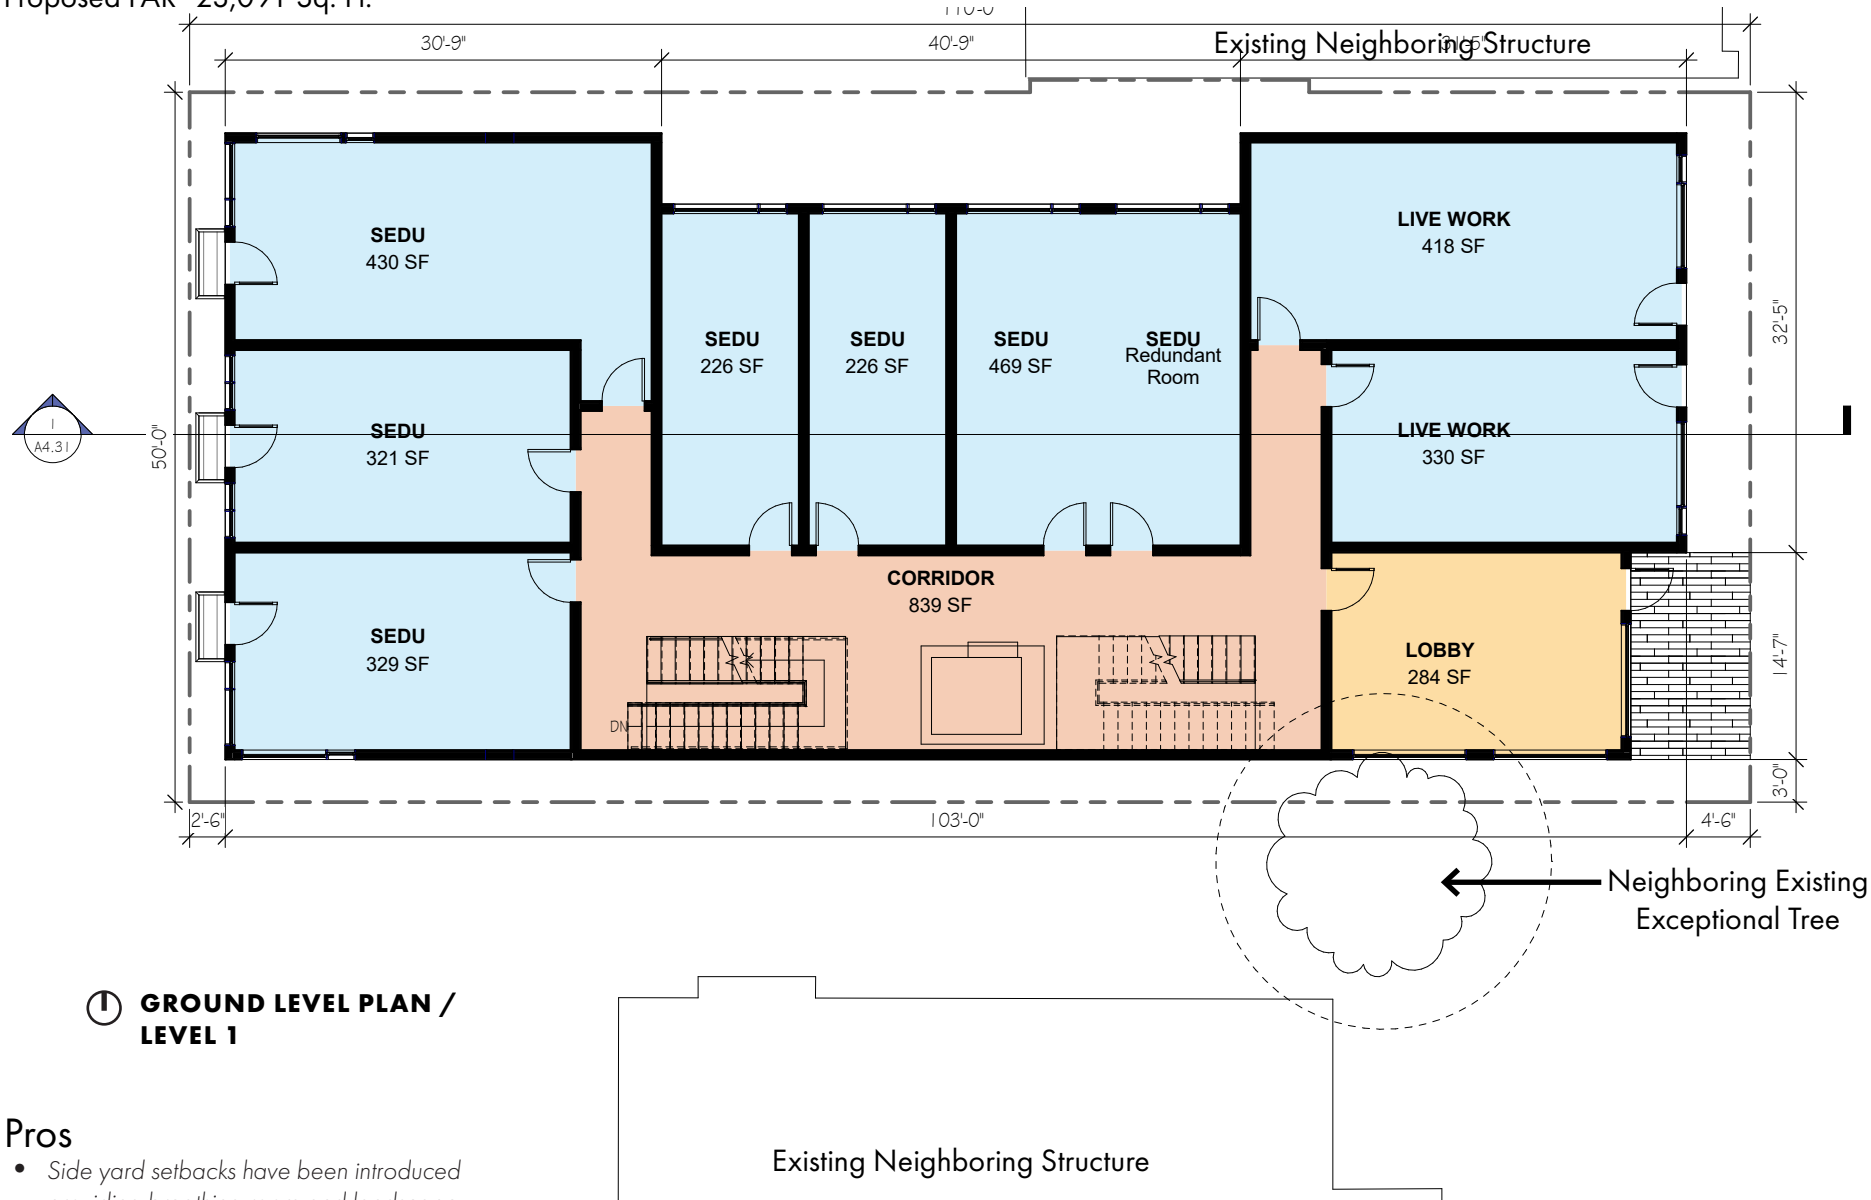 Proposed FAR
110'-0"
30'-9"
40'-9"
31'-5"
Existing Neighboring Structure
SEDU
430 SF
LIVE WORK
418 SF
32'-5"
SEDU
226 SF
SEDU
226 SF
SEDU
469 SF
SEDU
Redundant
Room
1
A4.31
50'-0"
SEDU
321 SF
LIVE WORK
330 SF
CORRIDOR
839 SF
SEDU
329 SF
LOBBY
284 SF
14'-7"
DN
3'-0"
2'-6"
103'-0"
4'-6"
Neighboring Existing
Exceptional Tree
GROUND LEVEL PLAN /
LEVEL 1
Pros
• Side yard setbacks have been introduced
Existing Neighboring Structure